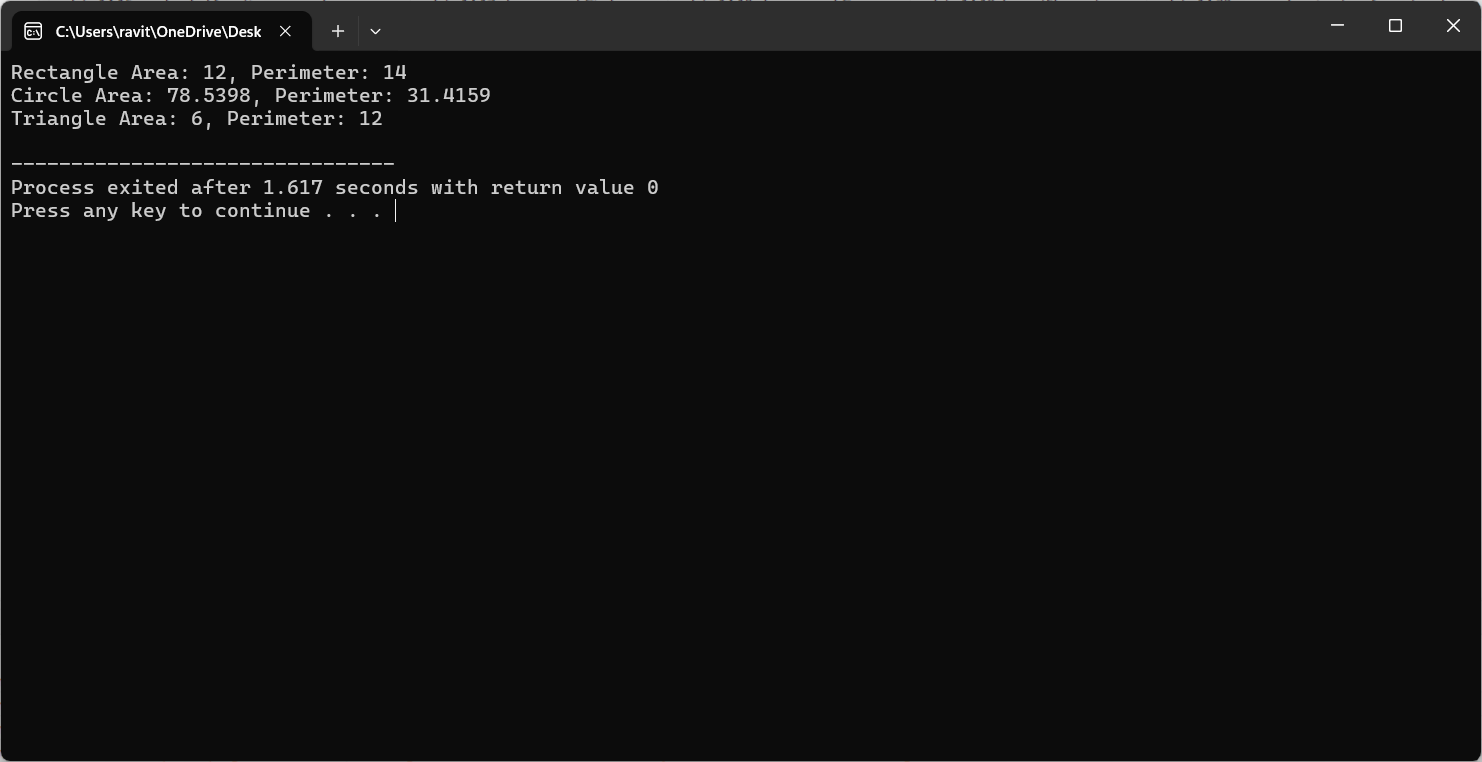 C:\Users\ravit\OneDrive\Desk
Rectangle Area: 12, Perimeter: 14
Circle Area: 78.5398, Perimeter: 31.4159
Triangle Area: 6, Perimeter: 12
--------------------------------
Process exited after 1.617 seconds with return value 0
Press any key to continue . . .